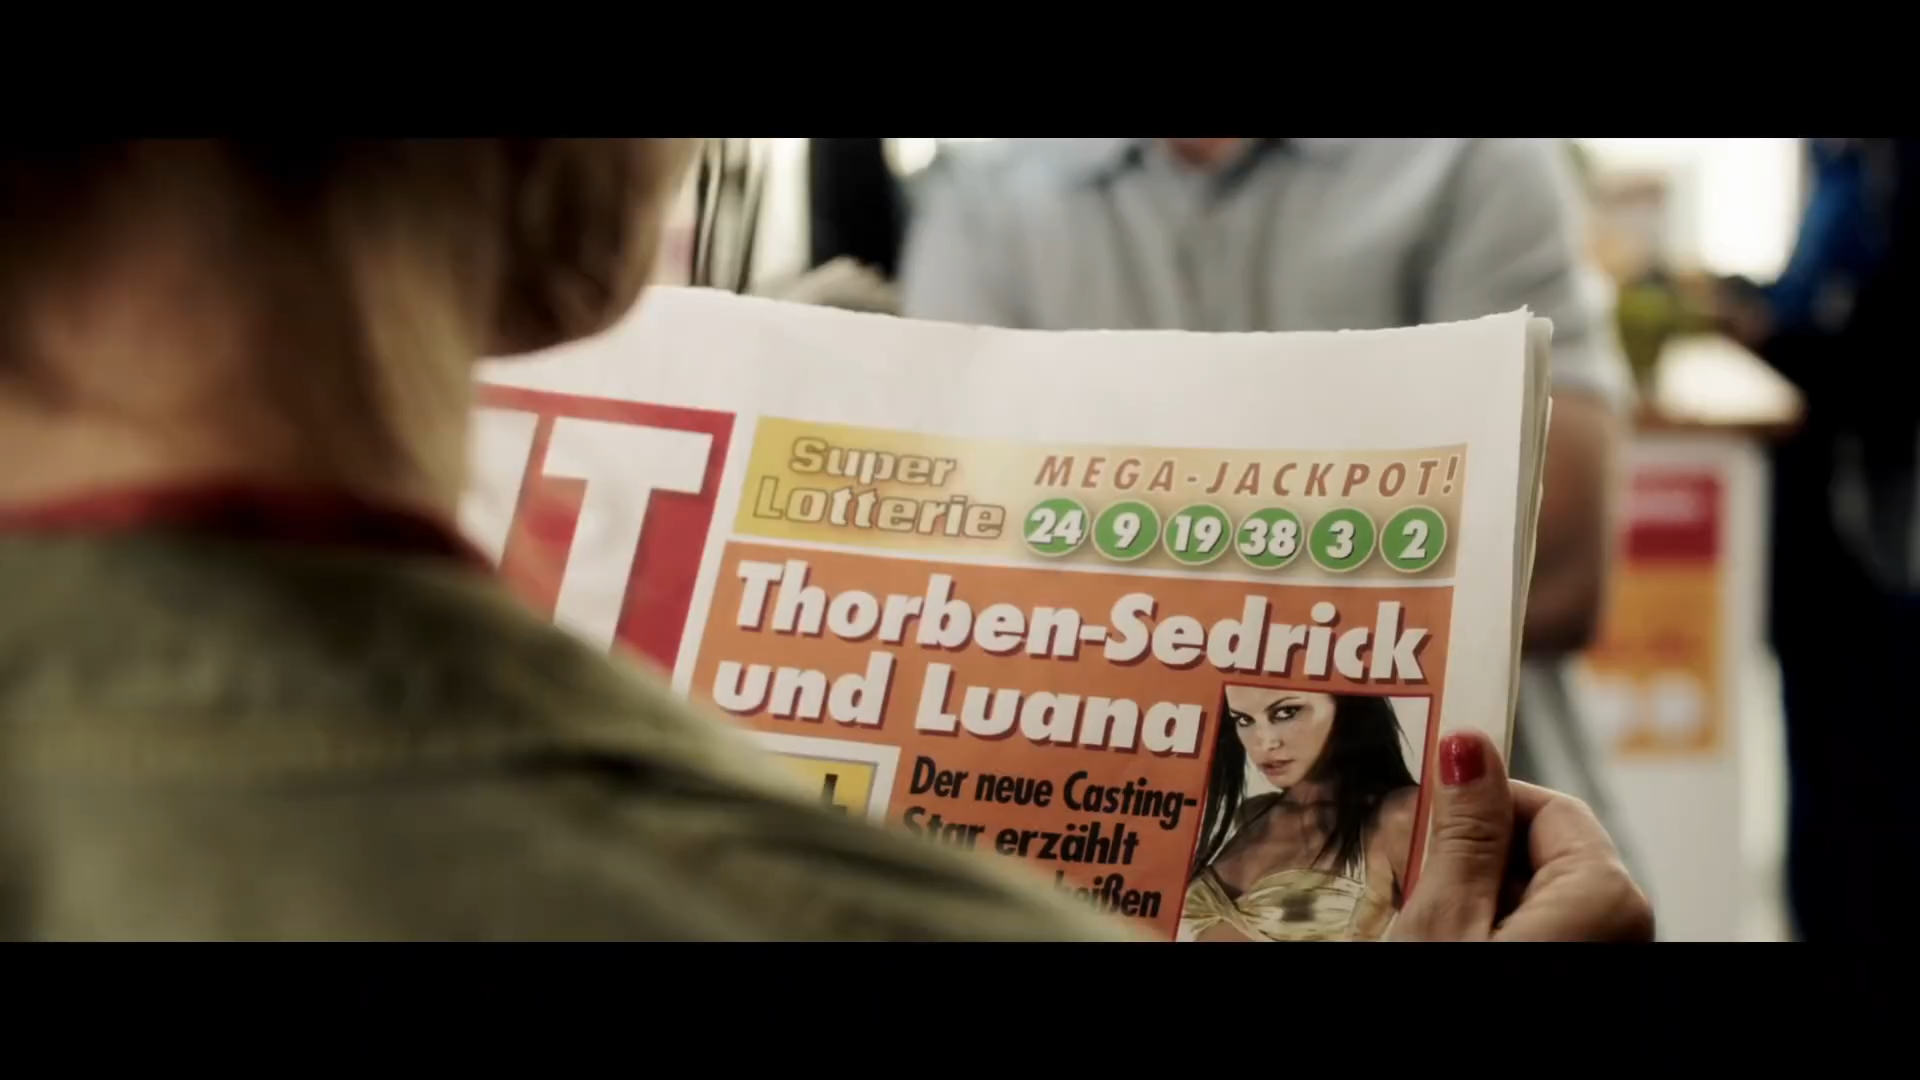 T
Super
Lotterie
MEGA-JACKPOT!
24 9 19 38 3 2
Thorben-Sedrick
und Luana
Der neue Casting-
Star erzählt
heißen